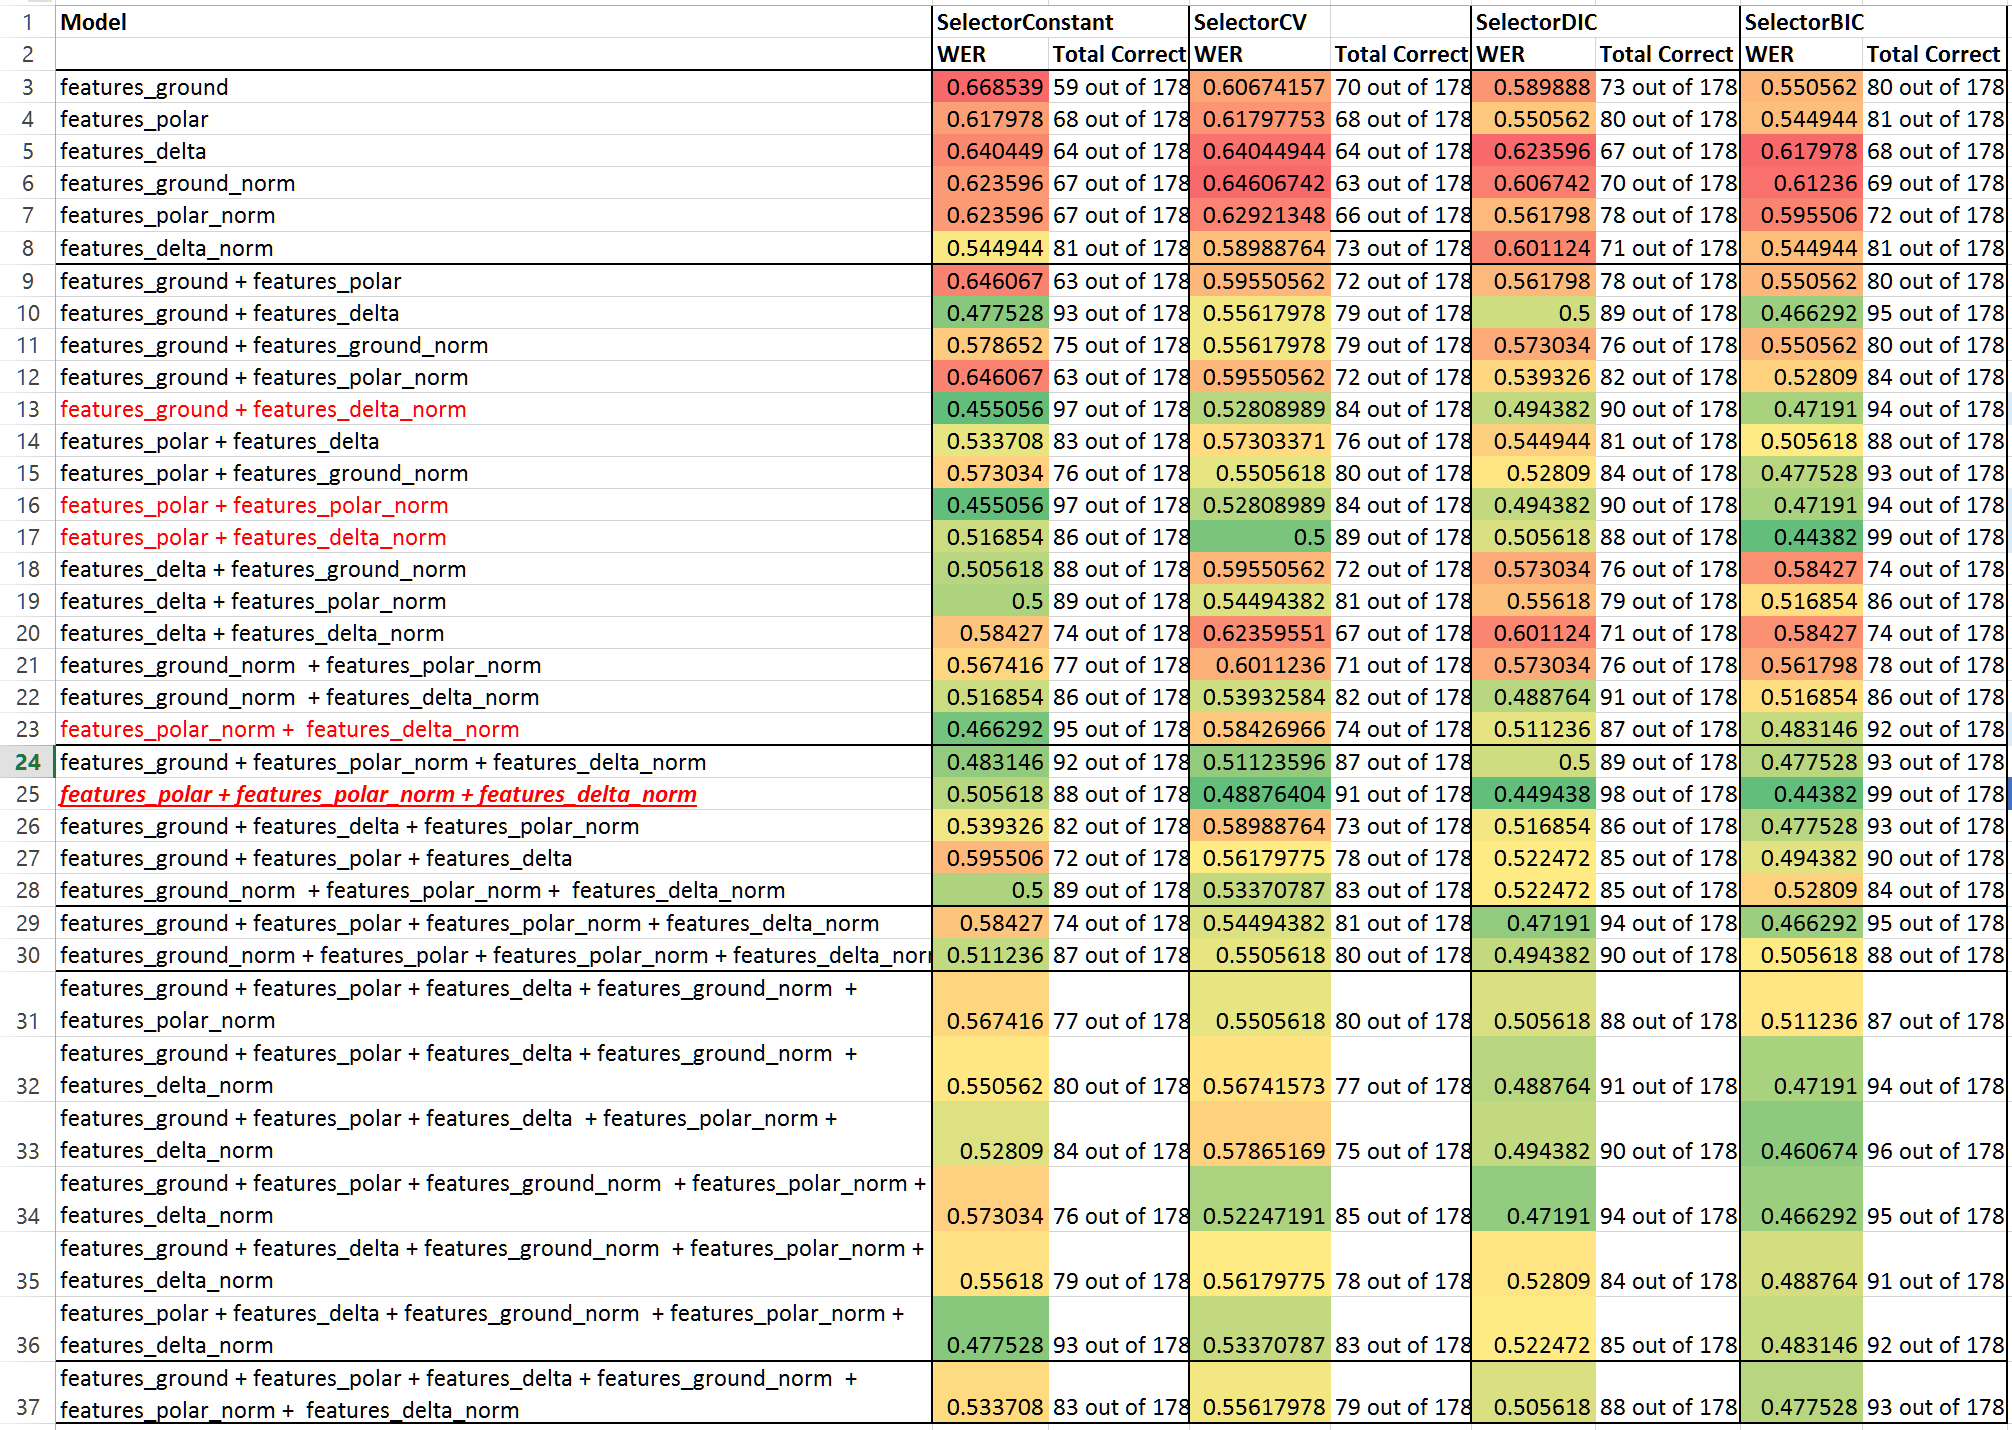 1 Model SelectorConstant SelectorCV SelectorDIC SelectorBIC
2 WER Total Correct WER Total Correct WER Total Correct WER Total Correct
3 features_ground 0.668539 59 out of 178 0.60674157 70 out of 178 0.589888 73 out of 178 0.550562 80 out of 178
4 features_polar 0.617978 68 out of 178 0.61797753 68 out of 178 0.550562 80 out of 178 0.544944 81 out of 178
5 features_delta 0.640449 64 out of 178 0.64044944 64 out of 178 0.623596 67 out of 178 0.617978 68 out of 178
6 features_ground_norm 0.623596 67 out of 178 0.64606742 63 out of 178 0.606742 70 out of 178 0.61236 69 out of 178
7 features_polar_norm 0.623596 67 out of 178 0.62921348 66 out of 178 0.561798 78 out of 178 0.595506 72 out of 178
8 features_delta_norm 0.544944 81 out of 178 0.58988764 73 out of 178 0.601124 71 out of 178 0.544944 81 out of 178
9 features_ground + features_polar 0.646067 63 out of 178 0.59550562 72 out of 178 0.561798 78 out of 178 0.550562 80 out of 178
10 features_ground + features_delta 0.477528 93 out of 178 0.55617978 79 out of 178 0.5 89 out of 178 0.466292 95 out of 178
11 features_ground + features_ground_norm 0.578652 75 out of 178 0.55617978 79 out of 178 0.573034 76 out of 178 0.550562 80 out of 178
12 features_ground + features_polar_norm 0.646067 63 out of 178 0.59550562 72 out of 178 0.539326 82 out of 178 0.52809 84 out of 178
13 features_ground + features_delta_norm 0.455056 97 out of 178 0.52808989 84 out of 178 0.494382 90 out of 178 0.47191 94 out of 178
14 features_polar + features_delta 0.533708 83 out of 178 0.57303371 76 out of 178 0.544944 81 out of 178 0.505618 88 out of 178
15 features_polar + features_ground_norm 0.573034 76 out of 178 0.5505618 80 out of 178 0.52809 84 out of 178 0.477528 93 out of 178
16 features_polar + features_polar_norm 0.455056 97 out of 178 0.52808989 84 out of 178 0.494382 90 out of 178 0.47191 94 out of 178
17 features_polar + features_delta_norm 0.516854 86 out of 178 0.5 89 out of 178 0.505618 88 out of 178 0.44382 99 out of 178
18 features_delta + features_ground_norm 0.505618 88 out of 178 0.59550562 72 out of 178 0.573034 76 out of 178 0.58427 74 out of 178
19 features_delta + features_polar_norm 0.5 89 out of 178 0.54494382 81 out of 178 0.55618 79 out of 178 0.516854 86 out of 178
20 features_delta + features_delta_norm 0.58427 74 out of 178 0.62359551 67 out of 178 0.601124 71 out of 178 0.58427 74 out of 178
21 features_ground_norm + features_polar_norm 0.567416 77 out of 178 0.6011236 71 out of 178 0.573034 76 out of 178 0.561798 78 out of 178
22 features_ground_norm + features_delta_norm 0.516854 86 out of 178 0.53932584 82 out of 178 0.488764 91 out of 178 0.516854 86 out of 178
23 features_polar_norm + features_delta_norm 0.466292 95 out of 178 0.58426966 74 out of 178 0.511236 87 out of 178 0.483146 92 out of 178
24 features_ground + features_polar_norm + features_delta_norm 0.483146 92 out of 178 0.51123596 87 out of 178 0.5 89 out of 178 0.477528 93 out of 178
25 features_polar + features_polar_norm + features_delta_norm 0.505618 88 out of 178 0.48876404 91 out of 178 0.449438 98 out of 178 0.44382 99 out of 178
26 features_ground + features_delta + features_polar_norm 0.539326 82 out of 178 0.58988764 73 out of 178 0.516854 86 out of 178 0.477528 93 out of 178
27 features_ground + features_polar + features_delta 0.595506 72 out of 178 0.56179775 78 out of 178 0.522472 85 out of 178 0.494382 90 out of 178
28 features_ground_norm + features_polar_norm + features_delta_norm 0.5 89 out of 178 0.53370787 83 out of 178 0.522472 85 out of 178 0.52809 84 out of 178
29 features_ground + features_polar + features_polar_norm + features_delta_norm 0.58427 74 out of 178 0.54494382 81 out of 178 0.47191 94 out of 178 0.466292 95 out of 178
30 features_ground_norm + features_polar + features_polar_norm + features_delta_nori 0.511236 87 out of 178 0.5505618 80 out of 178 0.494382 90 out of 178 0.505618 88 out of 178
features_ground + features_polar + features_delta + features_ground_norm +
31 features_polar_norm 0.567416 77 out of 178 0.5505618 80 out of 178 0.505618 88 out of 178 0.511236 87 out of 178
features_ground + features_polar + features_delta + features_ground_norm +
32 features_delta_norm 0.550562 80 out of 178 0.56741573 77 out of 178 0.488764 91 out of 178 0.47191 94 out of 178
features_ground + features_polar + features_delta + features_polar_norm +
33 features_delta_norm 0.52809 84 out of 178 0.57865169 75 out of 178 0.494382 90 out of 178 0.460674 96 out of 178
features_ground + features_polar + features_ground_norm + features_polar_norm +
34 features_delta_norm 0.573034 76 out of 178 0.52247191 85 out of 178 0.47191 94 out of 178 0.466292 95 out of 178
features_ground + features_delta + features_ground_norm + features_polar_norm +
35 features_delta_norm 0.55618 79 out of 178 0.56179775 78 out of 178 0.52809 84 out of 178 0.488764 91 out of 178
features_polar + features_delta + features_ground_norm + features_polar_norm +
36 features_delta_norm 0.477528 93 out of 178 0.53370787 83 out of 178 0.522472 85 out of 178 0.483146 92 out of 178
features_ground + features_polar + features_delta + features_ground_norm +
37 features_polar_norm + features_delta_norm 0.533708 83 out of 178 0.55617978 79 out of 178 0.505618 88 out of 178 0.477528 93 out of 178